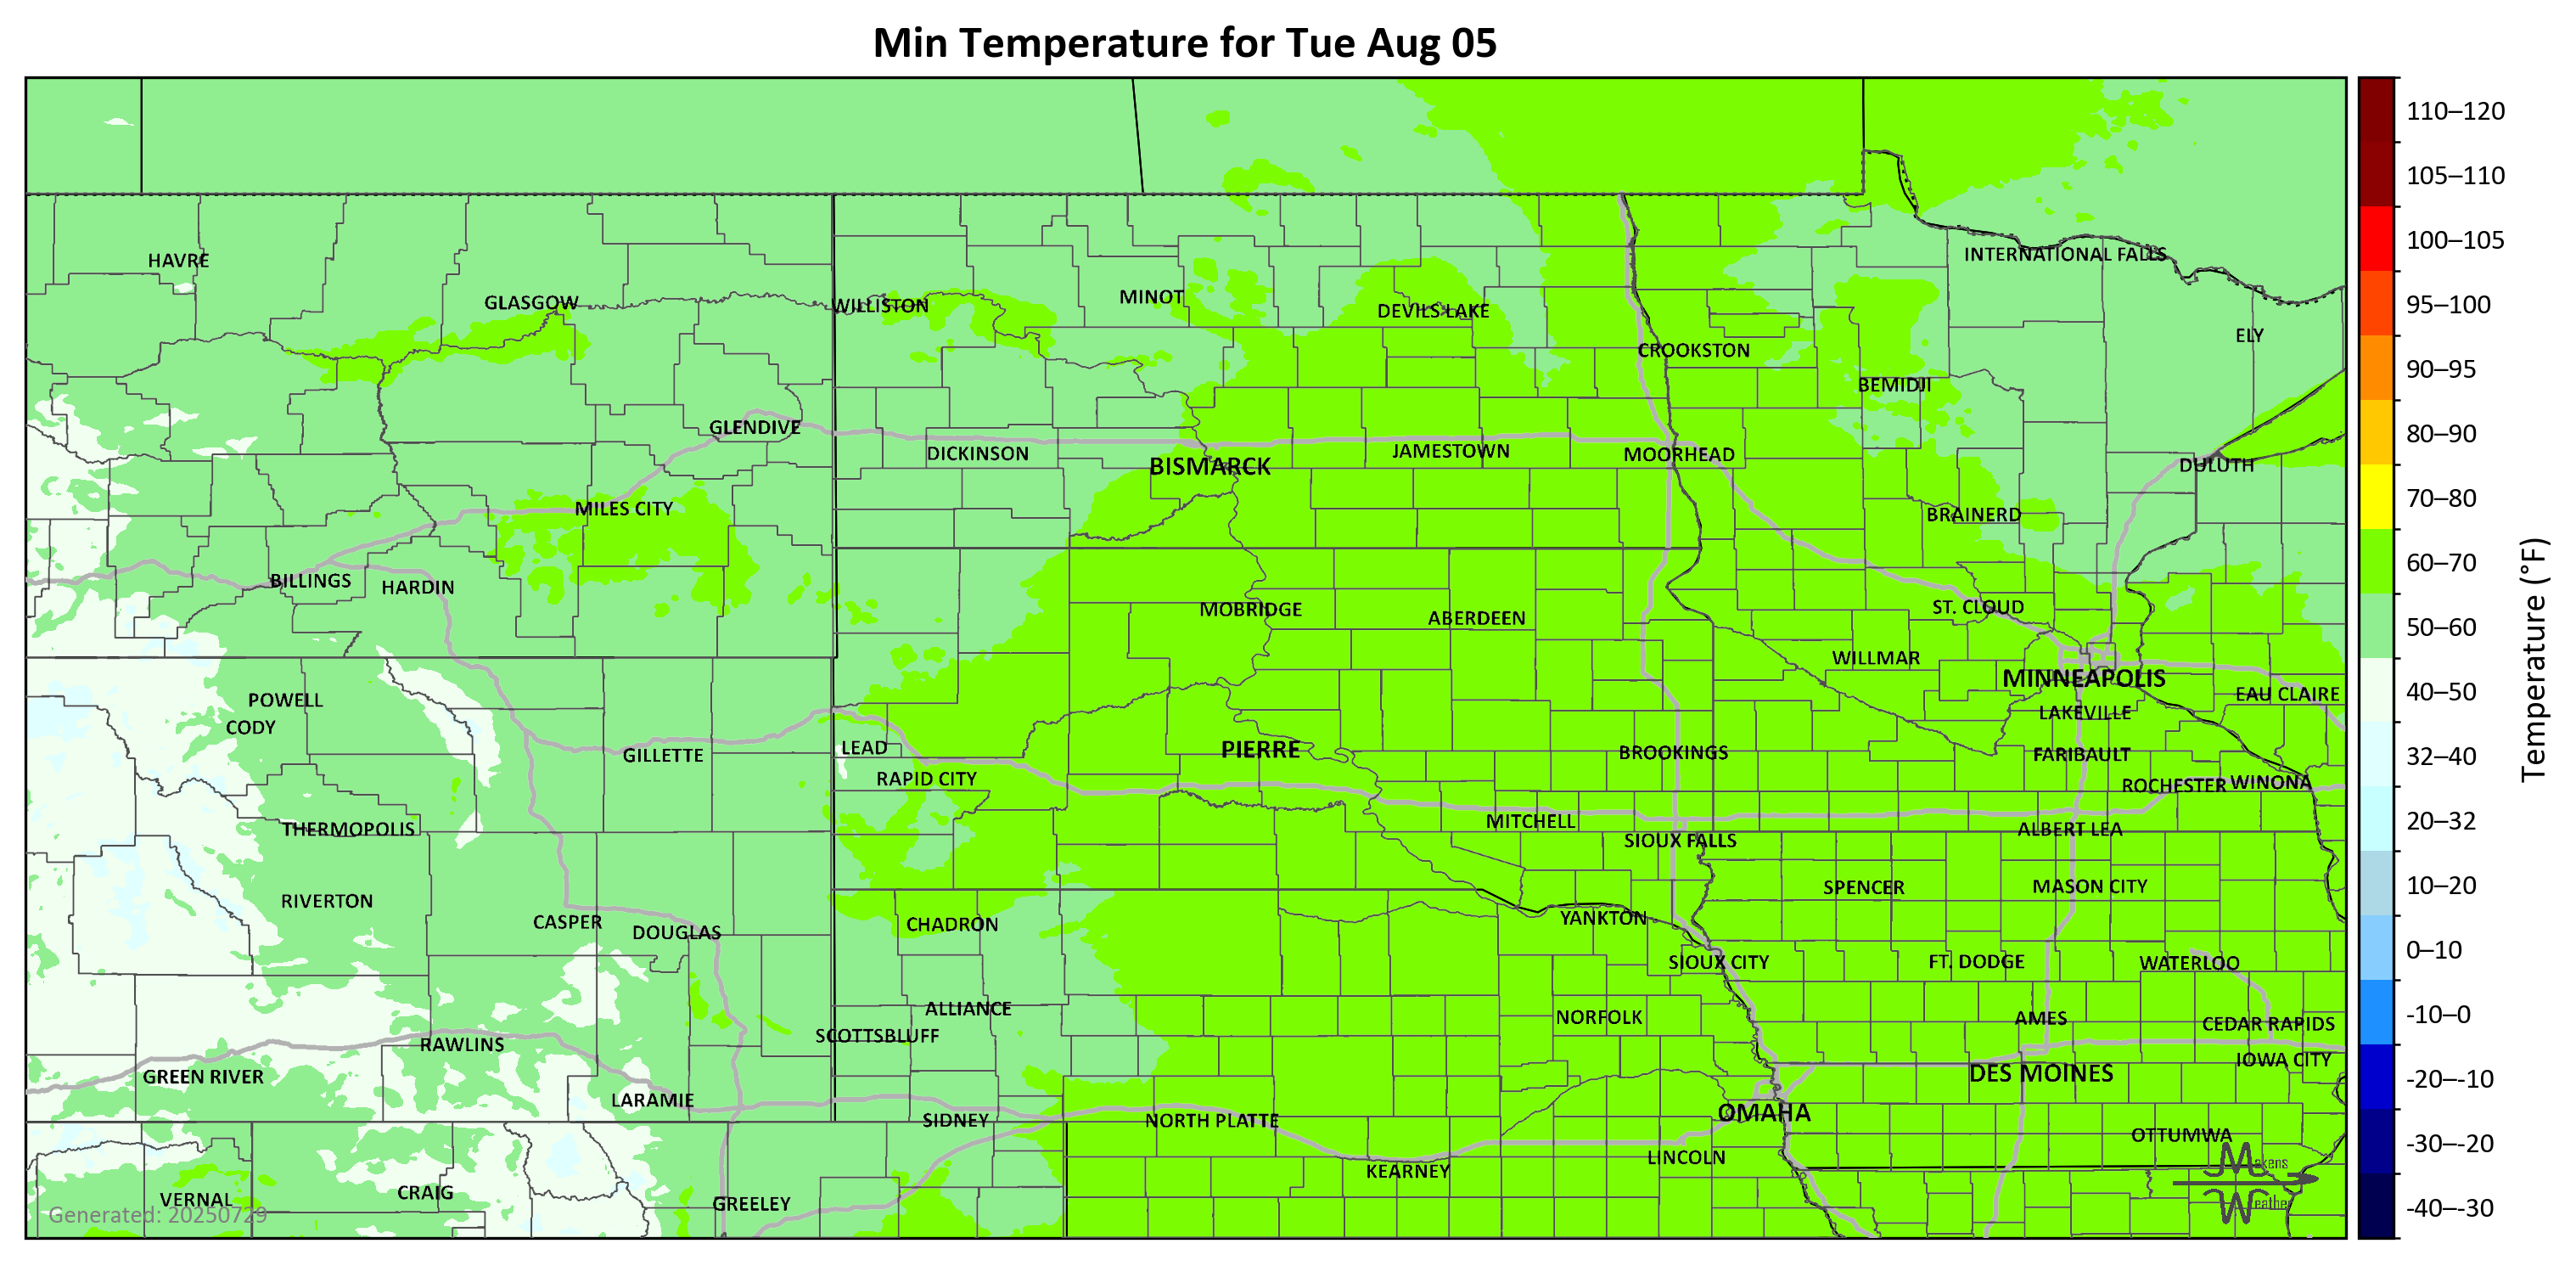 Min Temperature for Tue Aug 05
HAVRE
GLASGOW
WILLISTON
MINOT
DEVILS LAKE
INTERNATIONAL FALLS
ELY
CROOKSTON
BEMIDJI
GLENDIVE
DICKINSON
BISMARCK
JAMESTOWN
MOORHEAD
DULUTH
MILES CITY
BRAINERD
BILLINGS
HARDIN
MOBRIDGE
ABERDEEN
ST. CLOUD
WILLMAR
MINNEAPOLIS
EAU CLAIRE
POWELL
CODY
LAKEVILLE
GILLETTE
LEAD
PIERRE
BROOKINGS
FARIBAULT
RAPID CITY
ROCHESTER
WINONA
THERMOPOLIS
MITCHELL
SIOUX FALLS
ALBERT LEA
RIVERTON
SPENCER
MASON CITY
CASPER
DOUGLAS
CHADRON
YANKTON
SIOUX CITY
FT. DODGE
WATERLOO
ALLIANCE
NORFOLK
AMES
CEDAR RAPIDS
SCOTTSBLUFF
RAWLINS
IOWA CITY
GREEN RIVER
DES MOINES
LARAMIE
SIDNEY
NORTH PLATTE
OMAHA
OTTUMWA
LINCOLN
KEARNEY
VERNAL
CRAIG
GREELEY
Generated: 20250729
Makens
Weather
110–120
105–110
100–105
95–100
90–95
80–90
70–80
60–70
50–60
40–50
32–40
20–32
10–20
0–10
-10–0
-20–-10
-30–-20
-40–-30
Temperature (°F)